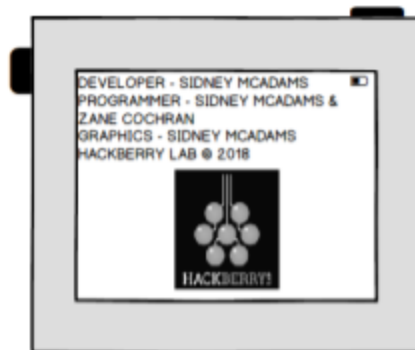 DEVELOPER - SIDNEY MCADAMS
PROGRAMMER - SIDNEY MCADAMS &
ZANE COCHRAN
GRAPHICS - SIDNEY MCADAMS
HACKBERRY LAB © 2018
HACKBERRY!